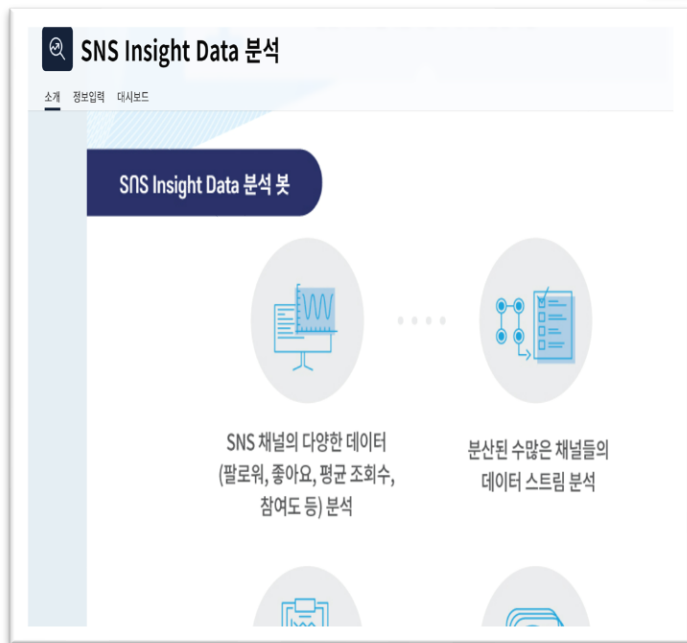 SNS Insight Data 분석
소개 정보입력 대시보드
SNS Insight Data 분석 봇
SNS 채널의 다양한 데이터
(팔로워, 좋아요, 평균 조회수,
참여도 등) 분석
분산된 수많은 채널들의
데이터 스트림 분석